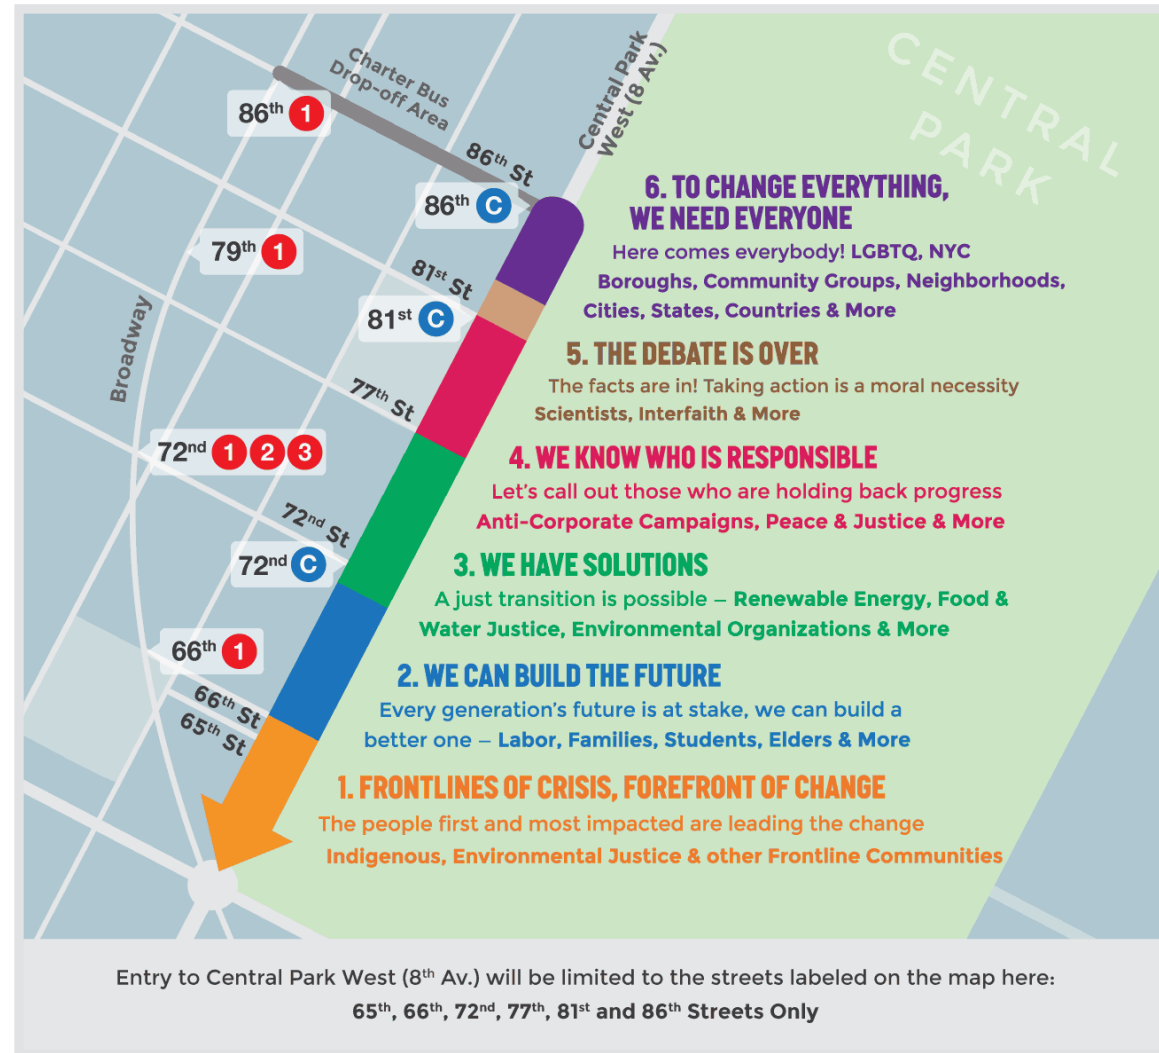 CENTRAL
PARK
Charter Bus
Drop-off Area
Central Park
West (8 Av.)
86th 1
86th St
86th C
79th 1
81st St
81st C
Broadway
77th St
72nd 1 2 3
72nd St
72nd C
66th 1
66th St
65th St
6. TO CHANGE EVERYTHING,
WE NEED EVERYONE
Here comes everybody! LGBTQ, NYC
Boroughs, Community Groups, Neighborhoods,
Cities, States, Countries & More
5. THE DEBATE IS OVER
The facts are in! Taking action is a moral necessity
Scientists, Interfaith & More
4. WE KNOW WHO IS RESPONSIBLE
Let's call out those who are holding back progress
Anti-Corporate Campaigns, Peace & Justice & More
3. WE HAVE SOLUTIONS
A just transition is possible – Renewable Energy, Food &
Water Justice, Environmental Organizations & More
2. WE CAN BUILD THE FUTURE
Every generation's future is at stake, we can build a
better one – Labor, Families, Students, Elders & More
1. FRONTLINES OF CRISIS, FOREFRONT OF CHANGE
The people first and most impacted are leading the change
Indigenous, Environmental Justice & other Frontline Communities
Entry to Central Park West (8th Av.) will be limited to the streets labeled on the map here:
65th, 66th, 72nd, 77th, 81st and 86th Streets Only